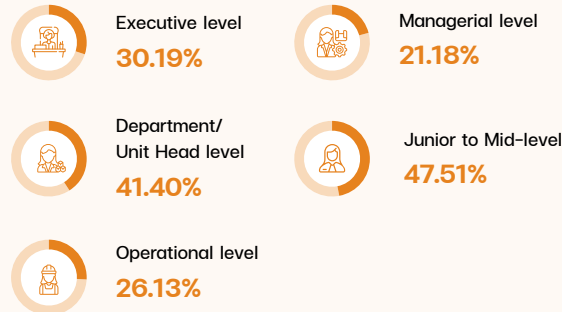 Executive level
30.19%
Managerial level
21.18%
Department/
Unit Head level
41.40%
Junior to Mid-level
47.51%
Operational level
26.13%